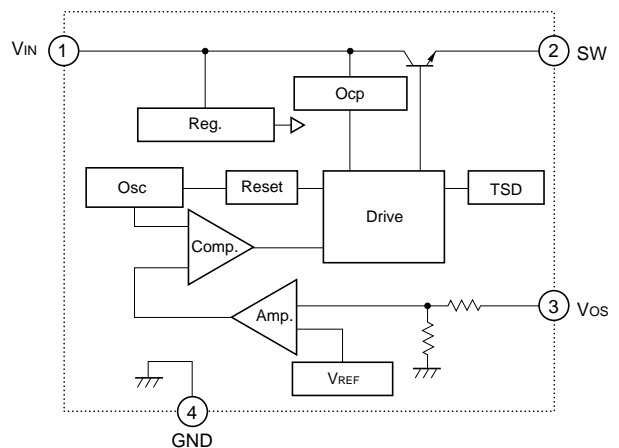 VIN 1
2 SW
Ocp
Reg.
Osc
Reset
Drive
TSD
Comp.
Amp.
3 VOS
VREF
4
GND